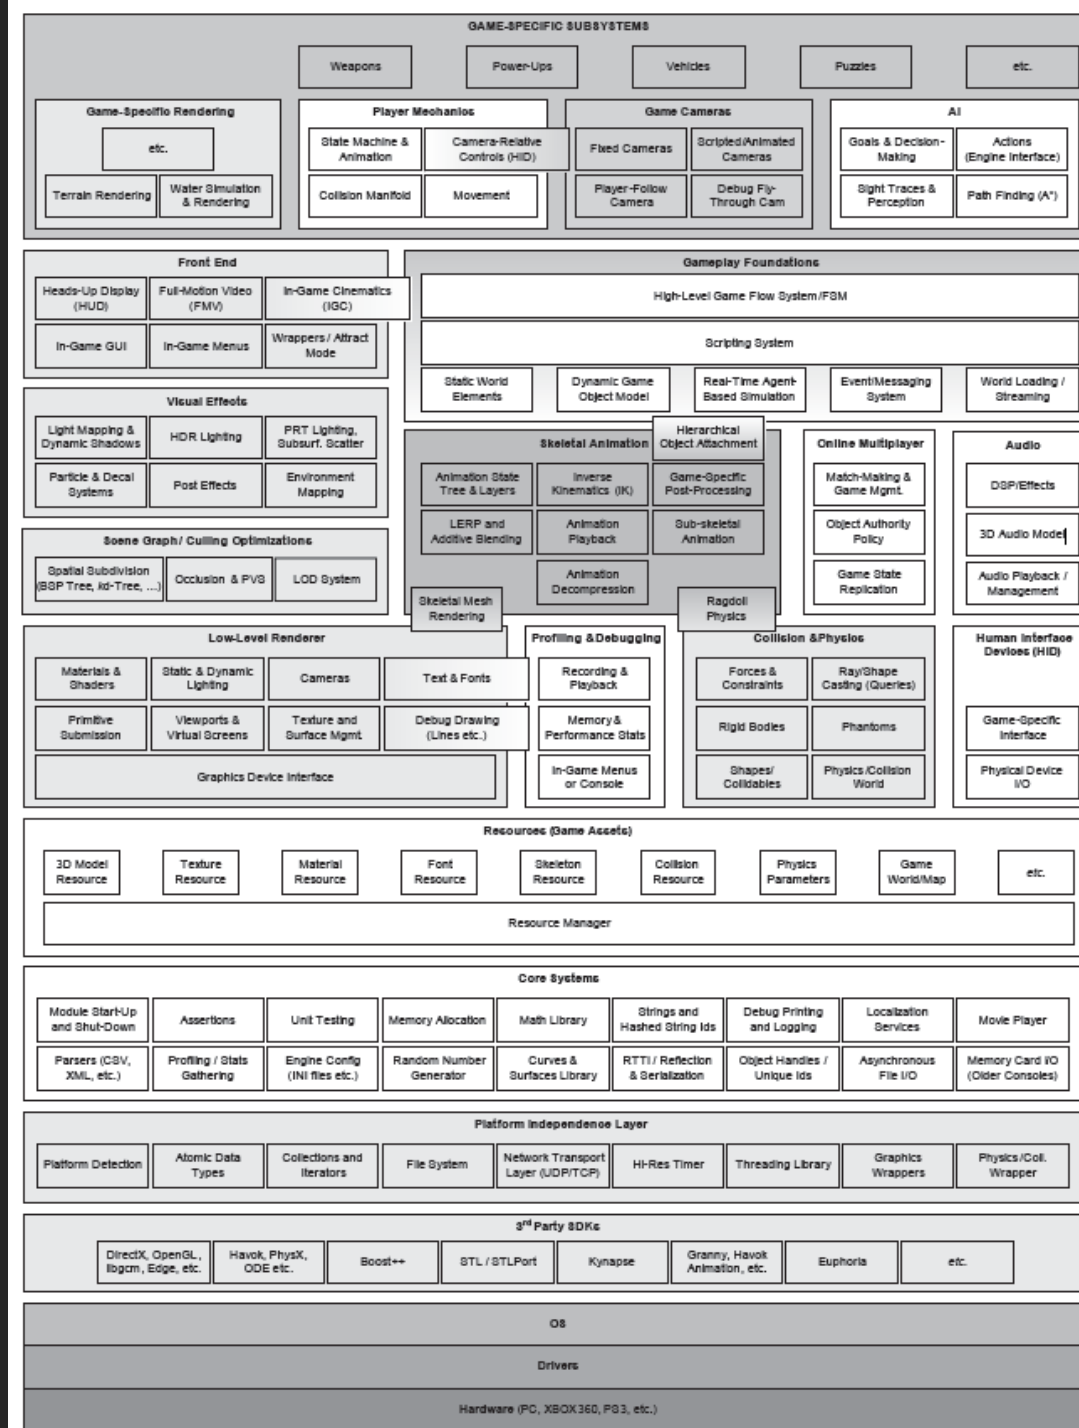 GAME-SPECIFIC SUBSYSTEMS
Weapons
Power-Ups
Vehicles
Puzzles
etc.
Game-Specific Rendering
etc.
Terrain Rendering
Water Simulation
& Rendering
Player Mechanics
State Machine &
Animation
Camera-Relative
Controls (HID)
Collision Manifold
Movement
Game Cameras
Fixed Cameras
Scripted/Animated
Cameras
Player-Follow
Camera
Debug Fly-
Through Cam
AI
Goals & Decision-
Making
Actions
(Engine Interface)
Sight Traces &
Perception
Path Finding (A*)
Front End
Heads-Up Display
(HUD)
Full-Motion Video
(FMV)
In-Game Cinematics
(IGC)
In-Game GUI
In-Game Menus
Wrappers / Attract
Mode
Gameplay Foundations
High-Level Game Flow System/FSM
Scripting System
Static World
Elements
Dynamic Game
Object Model
Real-Time Agent-
Based Simulation
Event/Messaging
System
World Loading /
Streaming
Visual Effects
Light Mapping &
Dynamic Shadows
HDR Lighting
PRT Lighting,
Subsurf. Scatter
Particle & Decal
Systems
Post Effects
Environment
Mapping
Skeletal Animation
Hierarchical
Object Attachment
Animation State
Tree & Layers
Inverse
Kinematics (IK)
Game-Specific
Post-Processing
LERP and
Additive Blending
Animation
Playback
Sub-skeletal
Animation
Animation
Decompression
Skeletal Mesh
Rendering
Ragdoll
Physics
Online Multiplayer
Match-Making &
Game Mgmt.
Object Authority
Policy
Game State
Replication
Audio
DSP/Effects
3D Audio Model
Audio Playback /
Management
Scene Graph / Culling Optimizations
Spatial Subdivision
(BSP Tree, kd-Tree, ...)
Occlusion & PVS
LOD System
Low-Level Renderer
Materials &
Shaders
Static & Dynamic
Lighting
Cameras
Text & Fonts
Primitive
Submission
Viewports &
Virtual Screens
Texture and
Surface Mgmt.
Debug Drawing
(Lines etc.)
Graphics Device Interface
Profiling & Debugging
Recording &
Playback
Memory &
Performance Stats
In-Game Menus
or Console
Collision & Physics
Forces &
Constraints
Ray/Shape
Casting (Queries)
Rigid Bodies
Phantoms
Shapes/
Collidables
Physics/Collision
World
Human Interface
Devices (HID)
Game-Specific
Interface
Physical Device
I/O
Resources (Game Assets)
3D Model
Resource
Texture
Resource
Material
Resource
Font
Resource
Skeleton
Resource
Collision
Resource
Physics
Parameters
Game
World/Map
etc.
Resource Manager
Core Systems
Module Start-Up
and Shut-Down
Assertions
Unit Testing
Memory Allocation
Math Library
Strings and
Hashed String Ids
Debug Printing
and Logging
Localization
Services
Movie Player
Parsers (CSV,
XML, etc.)
Profiling / Stats
Gathering
Engine Config
(INI files etc.)
Random Number
Generator
Curves &
Surfaces Library
RTTI / Reflection
& Serialization
Object Handles /
Unique Ids
Asynchronous
File I/O
Memory Card I/O
(Older Consoles)
Platform Independence Layer
Platform Detection
Atomic Data
Types
Collections and
Iterators
File System
Network Transport
Layer (UDP/TCP)
Hi-Res Timer
Threading Library
Graphics
Wrappers
Physics/Coll.
Wrapper
3rd Party SDKs
DirectX, OpenGL,
libgcm, Edge, etc.
Havok, PhysX,
ODE etc.
Boost++
STL / STLPort
Kynapse
Granny, Havok
Animation, etc.
Euphoria
etc.
OS
Drivers
Hardware (PC, XBOX360, PS3, etc.)